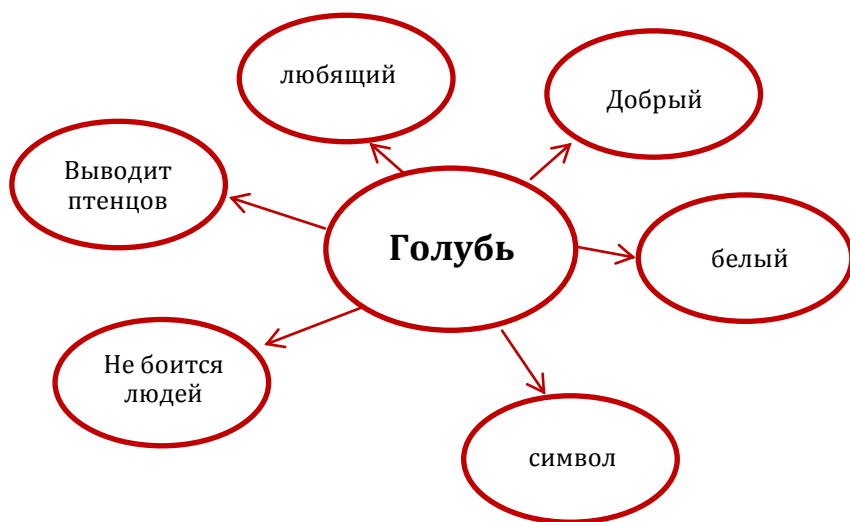 любящий
Добрый
Выводит
птенцов
Голубь
белый
Не боится
людей
символ